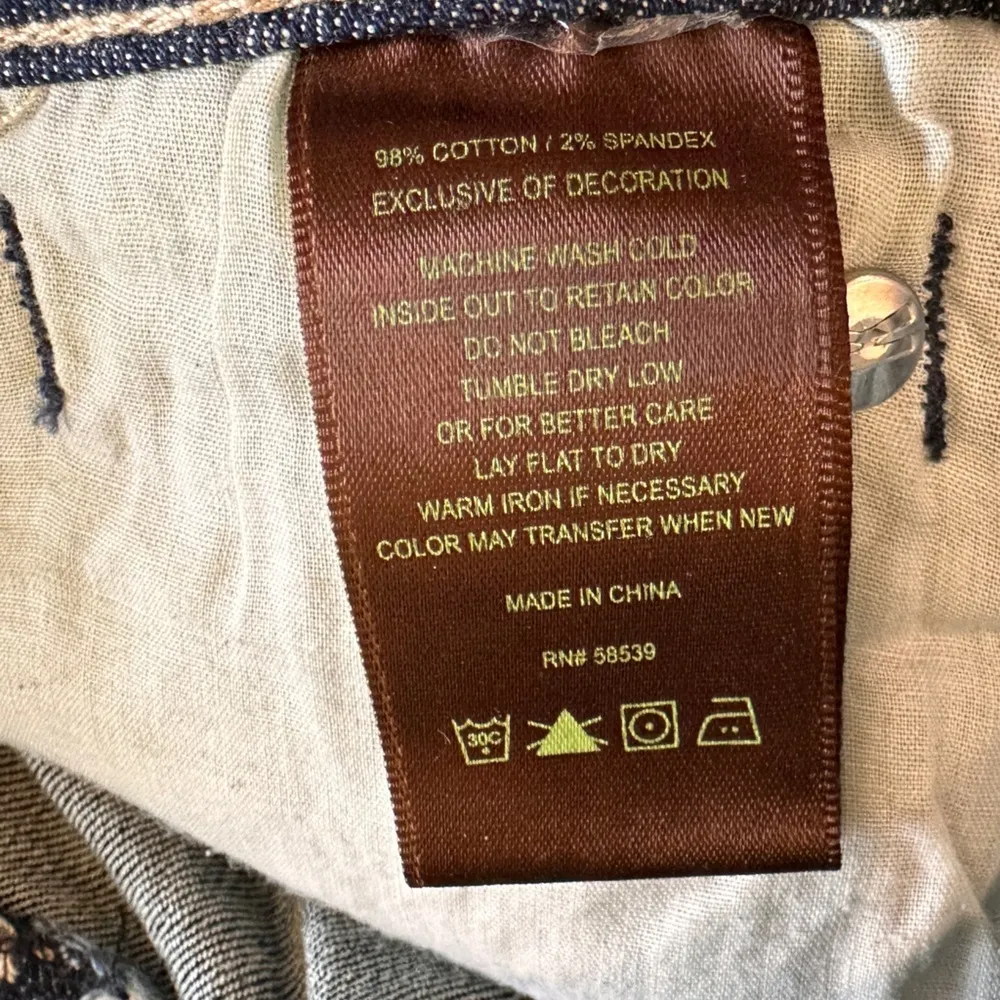 98% COTTON / 2% SPANDEX
EXCLUSIVE OF DECORATION
MACHINE WASH COLD
INSIDE OUT TO RETAIN COLOR
DO NOT BLEACH
TUMBLE DRY LOW
OR FOR BETTER CARE
LAY FLAT TO DRY
WARM IRON IF NECESSARY
COLOR MAY TRANSFER WHEN NEW
MADE IN CHINA
RN# 58539
30C